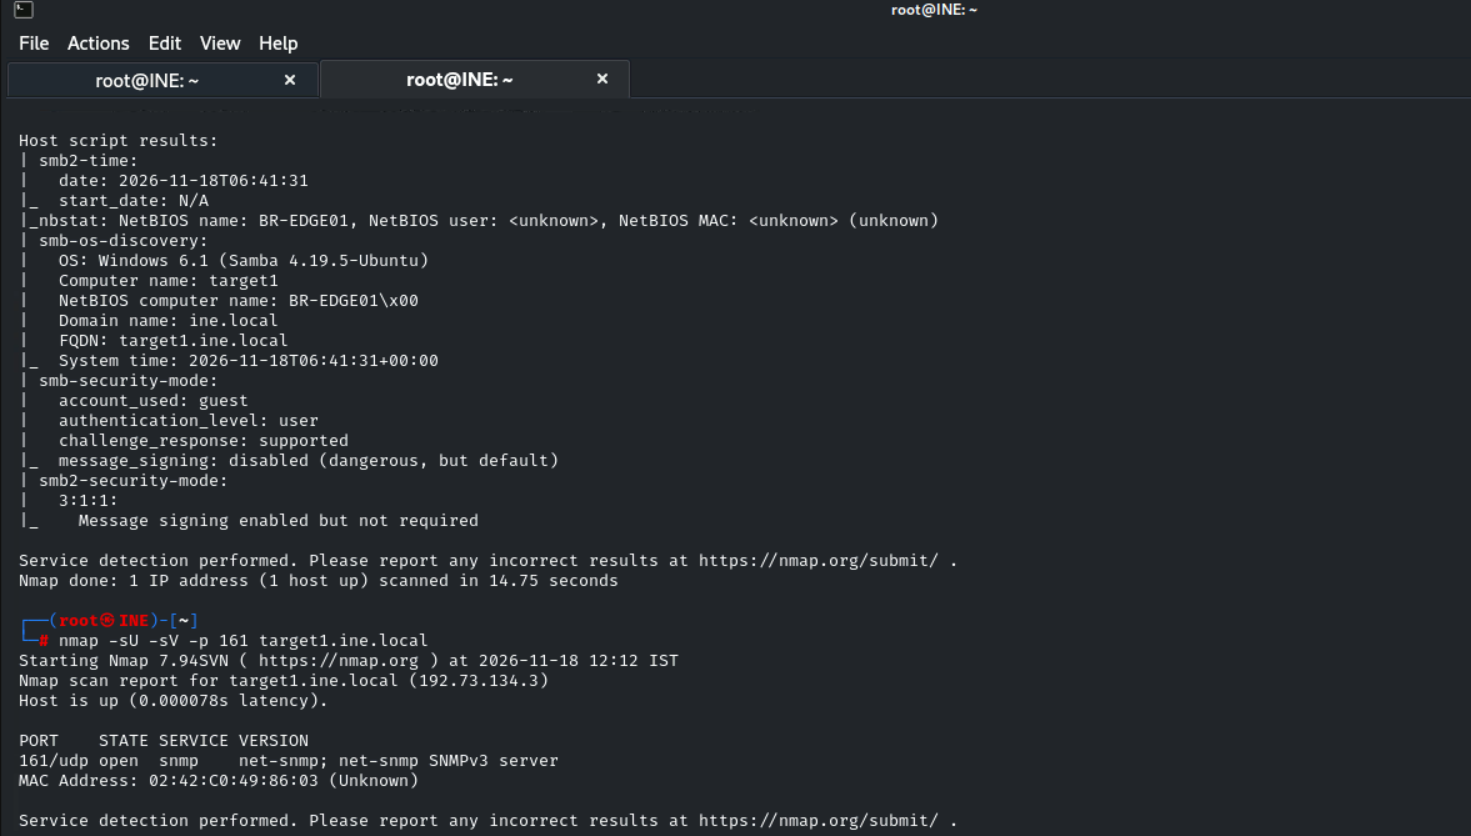 root@INE: ~
File Actions Edit View Help
root@INE: ~ × root@INE: ~ ×
Host script results:
| smb2-time:
|   date: 2026-11-18T06:41:31
|_  start_date: N/A
|_nbstat: NetBIOS name: BR-EDGE01, NetBIOS user: <unknown>, NetBIOS MAC: <unknown> (unknown)
| smb-os-discovery:
|   OS: Windows 6.1 (Samba 4.19.5-Ubuntu)
|   Computer name: target1
|   NetBIOS computer name: BR-EDGE01\x00
|   Domain name: ine.local
|   FQDN: target1.ine.local
|_  System time: 2026-11-18T06:41:31+00:00
| smb-security-mode:
|   account_used: guest
|   authentication_level: user
|   challenge_response: supported
|_  message_signing: disabled (dangerous, but default)
| smb2-security-mode:
|   3:1:1:
|_    Message signing enabled but not required
Service detection performed. Please report any incorrect results at https://nmap.org/submit/ .
Nmap done: 1 IP address (1 host up) scanned in 14.75 seconds
┌──(root㉿INE)-[~]
└─# nmap -sU -sV -p 161 target1.ine.local
Starting Nmap 7.94SVN ( https://nmap.org ) at 2026-11-18 12:12 IST
Nmap scan report for target1.ine.local (192.73.134.3)
Host is up (0.000078s latency).
PORT    STATE SERVICE VERSION
161/udp open  snmp    net-snmp; net-snmp SNMPv3 server
MAC Address: 02:42:C0:49:86:03 (Unknown)
Service detection performed. Please report any incorrect results at https://nmap.org/submit/ .